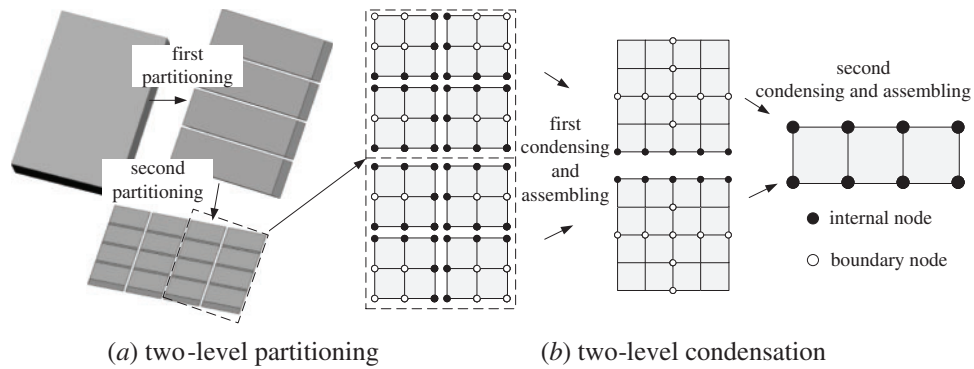 first
partitioning
second
partitioning
first
condensing
and
assembling
second
condensing and assembling
internal node
boundary node
(a) two-level partitioning
(b) two-level condensation